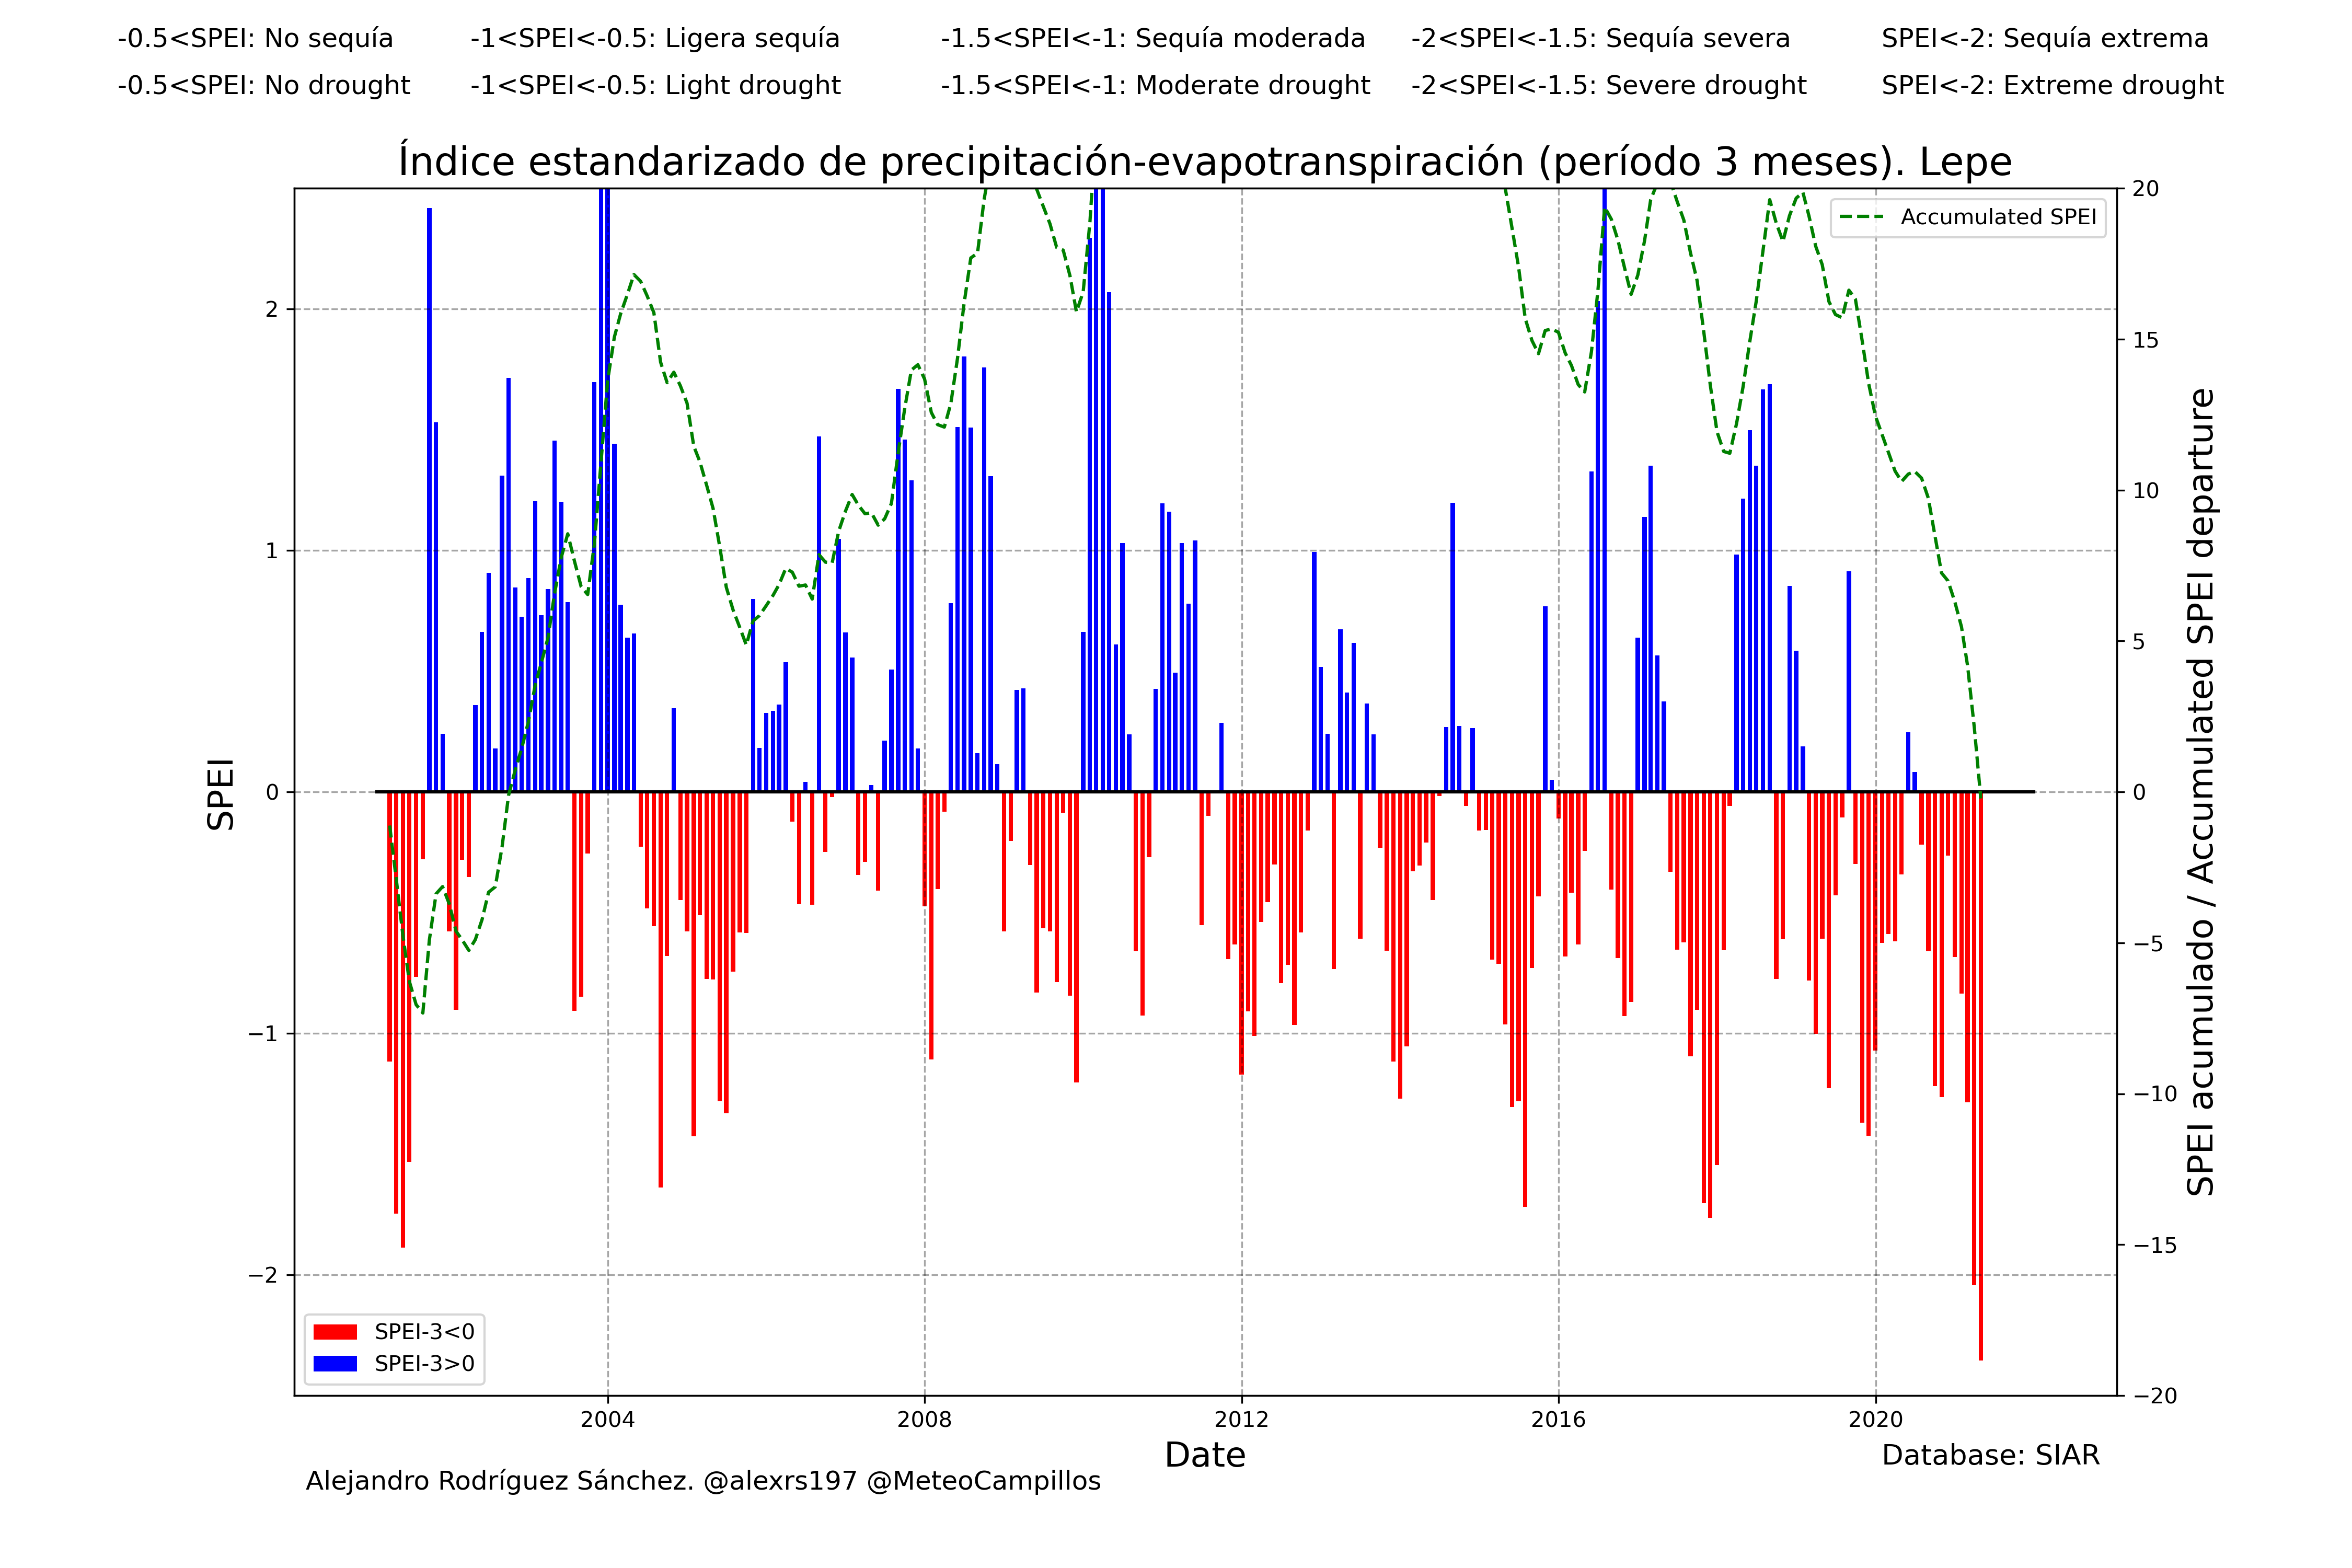 -0.5<SPEI: No sequía -1<SPEI<-0.5: Ligera sequía -1.5<SPEI<-1: Sequía moderada -2<SPEI<-1.5: Sequía severa SPEI<-2: Sequía extrema
-0.5<SPEI: No drought -1<SPEI<-0.5: Light drought -1.5<SPEI<-1: Moderate drought -2<SPEI<-1.5: Severe drought SPEI<-2: Extreme drought
Índice estandarizado de precipitación-evapotranspiración (período 3 meses). Lepe
Accumulated SPEI
SPEI
2
1
0
−1
−2
20
15
10
5
0
−5
−10
−15
−20
SPEI acumulado / Accumulated SPEI departure
SPEI-3<0
SPEI-3>0
2004 2008 2012 2016 2020
Date
Database: SIAR
Alejandro Rodríguez Sánchez. @alexrs197 @MeteoCampillos